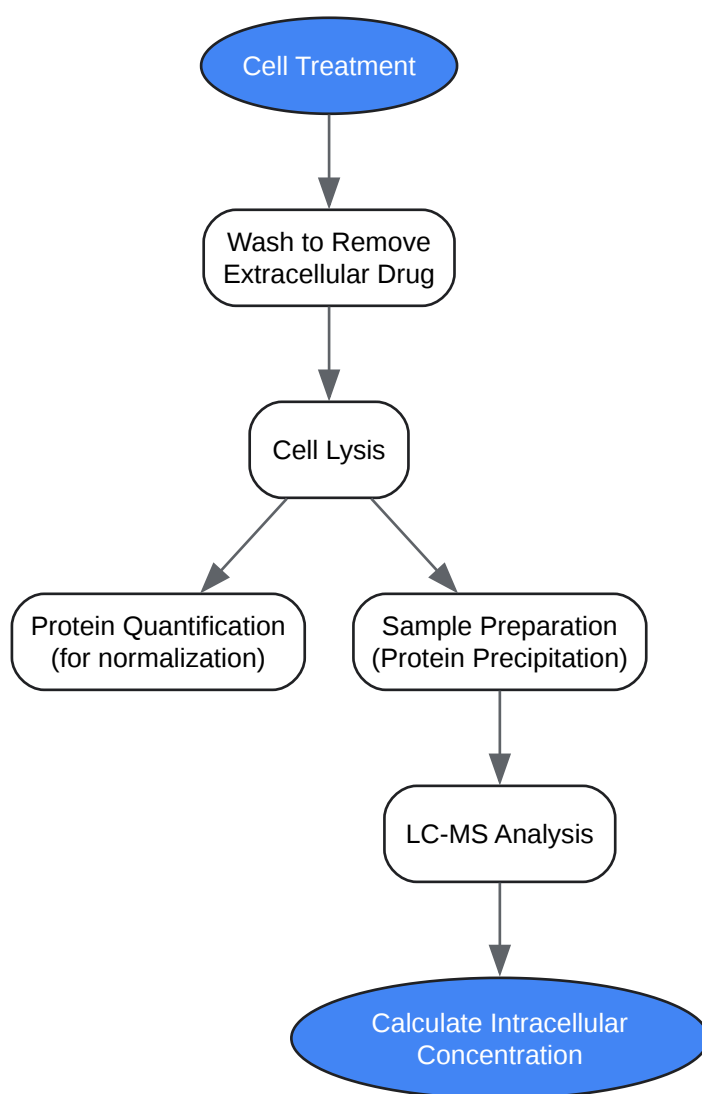 Cell Treatment
Wash to Remove
Extracellular Drug
Cell Lysis
Protein Quantification
(for normalization)
Sample Preparation
(Protein Precipitation)
LC-MS Analysis
Calculate Intracellular
Concentration